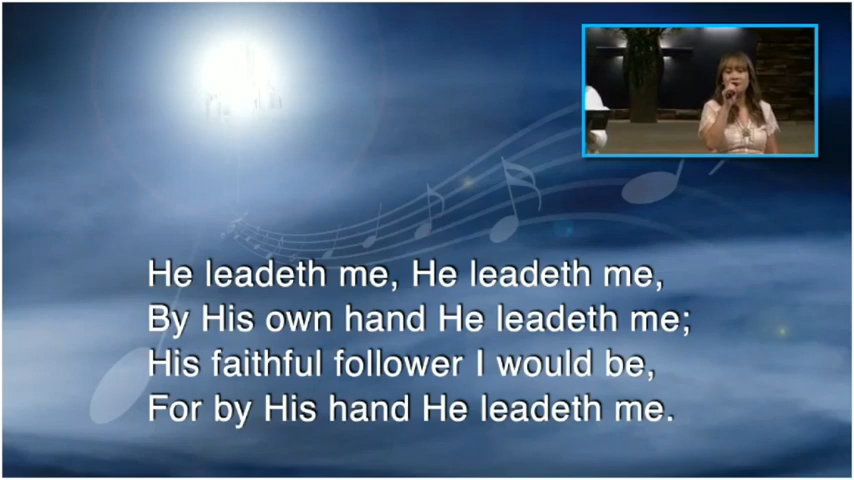 He leadeth me, He leadeth me,
By His own hand He leadeth me;
His faithful follower I would be,
For by His hand He leadeth me.